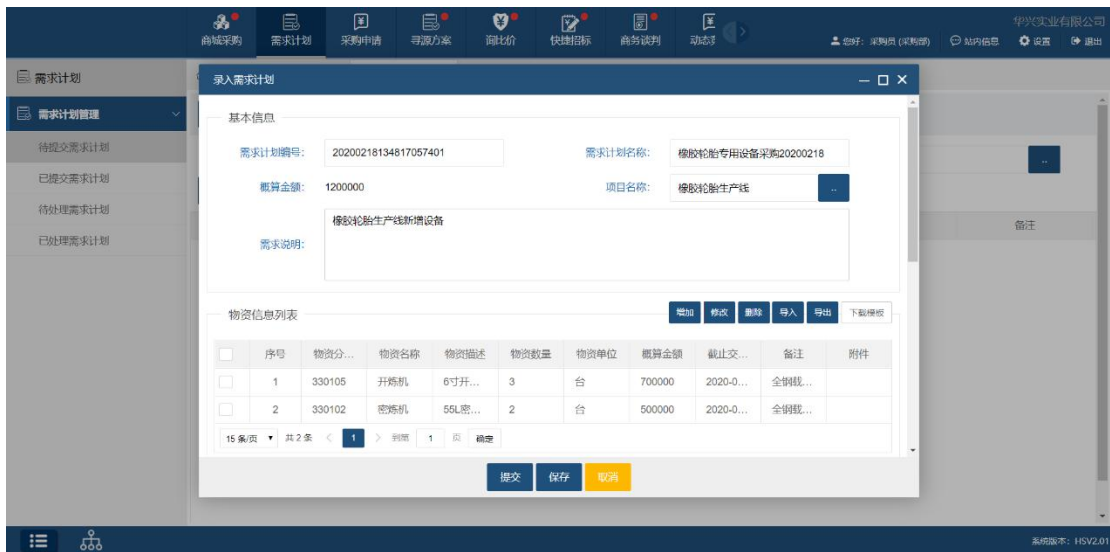 华兴实业有限公司
商城采购 需求计划 采购申请 寻源方案 询比价 快捷招标 商务谈判
您好：采购员 (采购部) 站内信息 设置 退出
需求计划
需求计划管理
待提交需求计划
已提交需求计划
待处理需求计划
已处理需求计划
录入需求计划
基本信息
需求计划编号： 20200218134817057401 需求计划名称： 橡胶轮胎专用设备采购20200218
概算金额： 1200000 项目名称： 橡胶轮胎生产线 ..
..
需求说明： 橡胶轮胎生产线新增设备
备注
物资信息列表 增加 修改 删除 导入 导出 下载模板
序号 物资分... 物资名称 物资描述 物资数量 物资单位 概算金额 截止交... 备注 附件
1 330105 开炼机 6寸开... 3 台 700000 2020-0... 全钢载...
2 330102 密炼机 55L密... 2 台 500000 2020-0... 全钢载...
15 条/页 共 2 条 1 到第 1 页 确定
提交 保存 取消
系统版本：HSV2.01